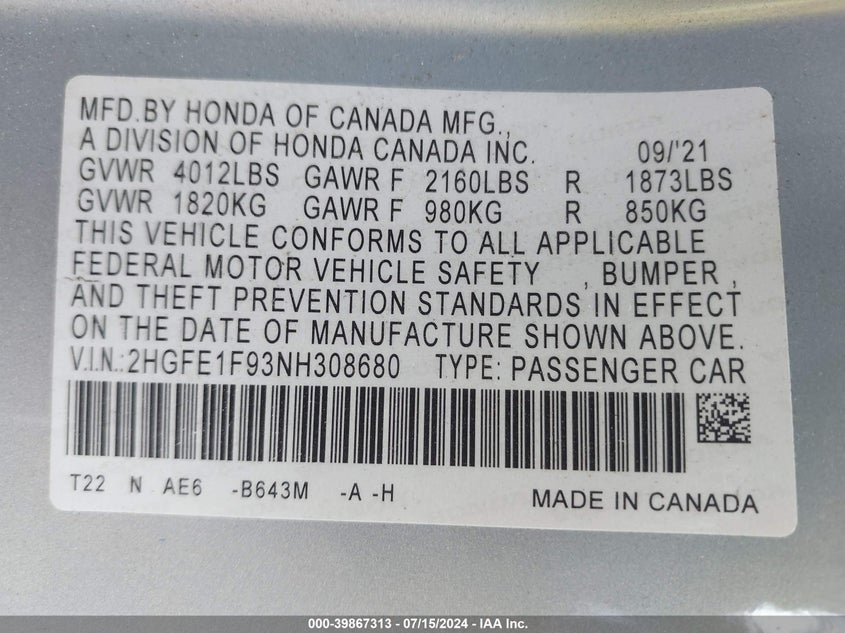 MFD.BY HONDA OF CANADA MFG.,
A DIVISION OF HONDA CANADA INC. 09/'21
GVWR 4012LBS GAWR F 2160LBS R 1873LBS
GVWR 1820KG GAWR F 980KG R 850KG
THIS VEHICLE CONFORMS TO ALL APPLICABLE
FEDERAL MOTOR VEHICLE SAFETY , BUMPER ,
AND THEFT PREVENTION STANDARDS IN EFFECT
ON THE DATE OF MANUFACTURE SHOWN ABOVE.
V.I.N.:2HGFE1F93NH308680 TYPE: PASSENGER CAR
T22 N AE6 -B643M -A -H MADE IN CANADA
000-39867313 - 07/15/2024 - IAA Inc.